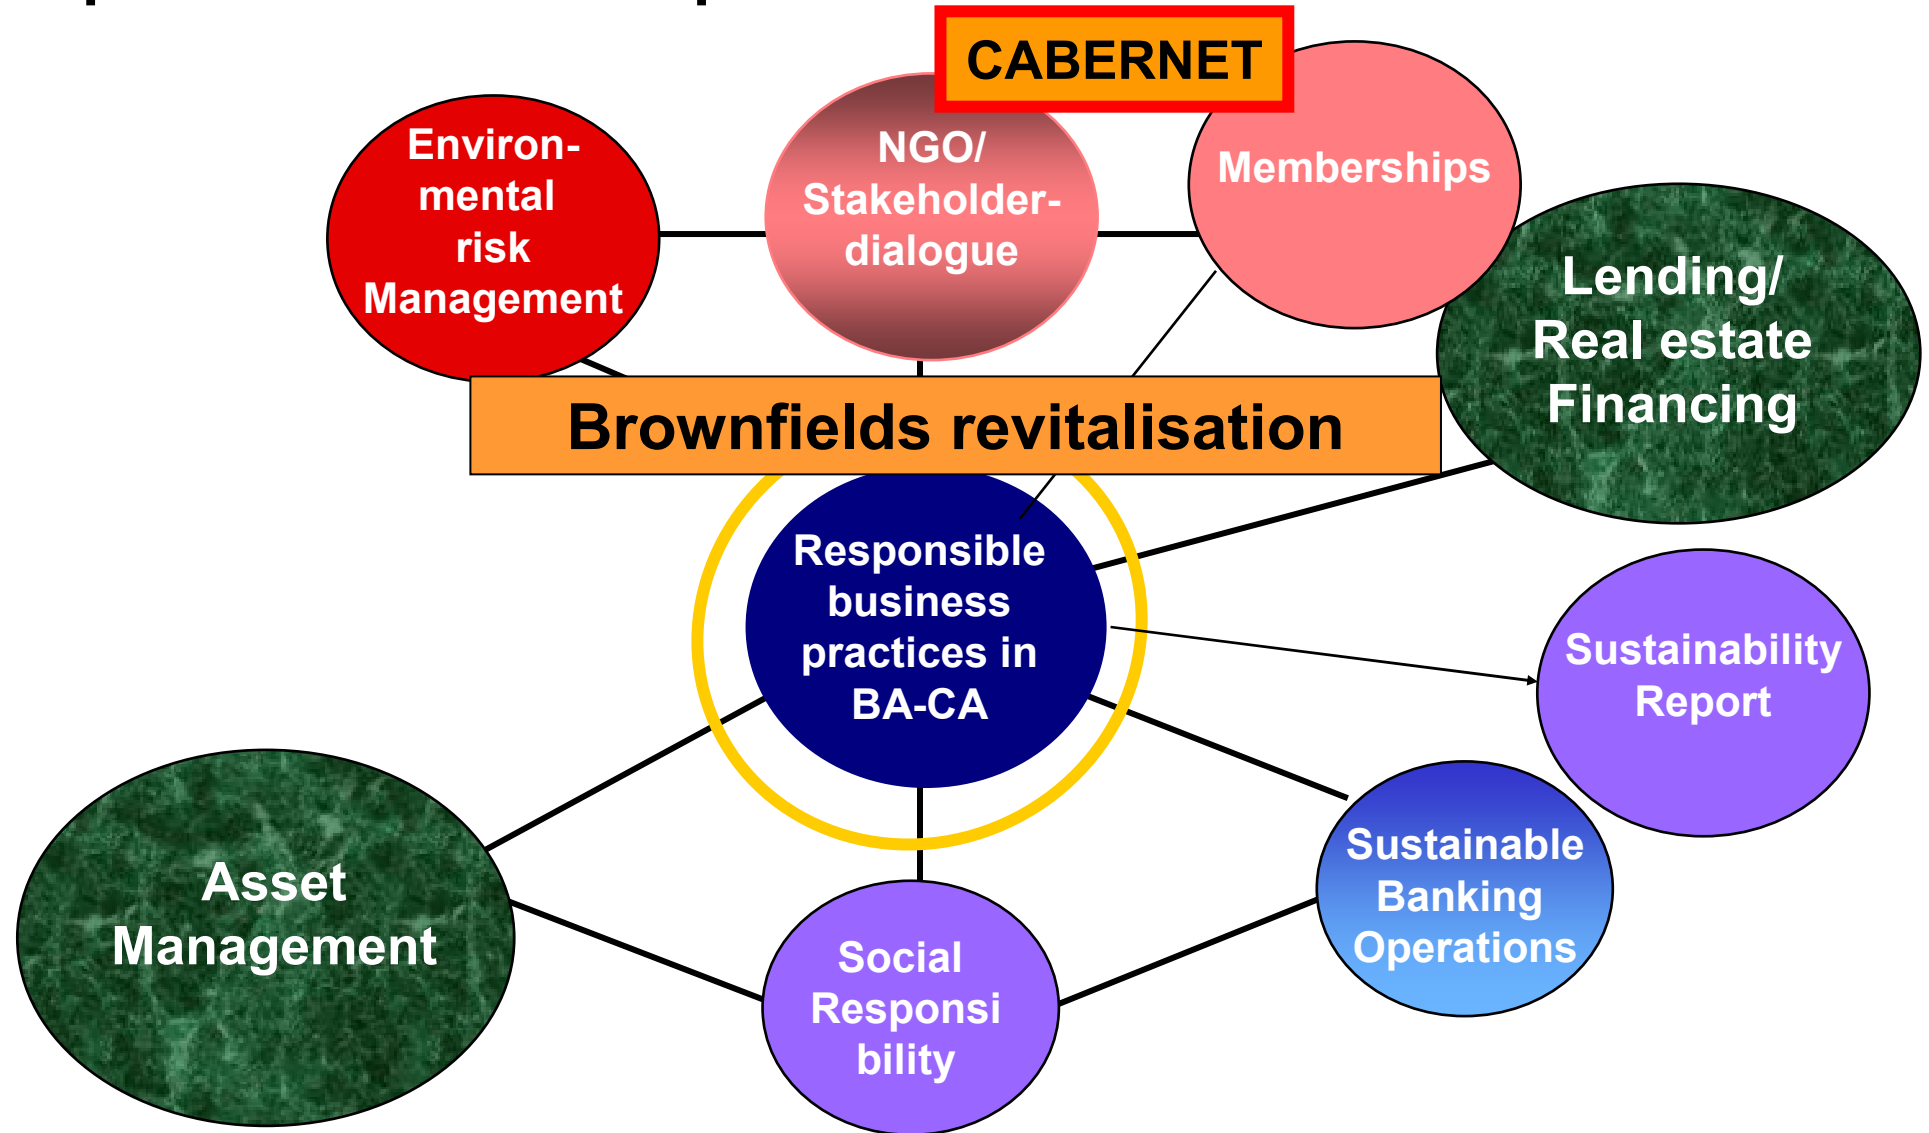 CABERNET
Environ-
mental
risk
Management
NGO/
Stakeholder-
dialogue
Memberships
Lending/
Real estate
Financing
Brownfields revitalisation
Responsible
business
practices in
BA-CA
Sustainability
Report
Sustainable
Banking
Operations
Asset
Management
Social
Responsi
bility